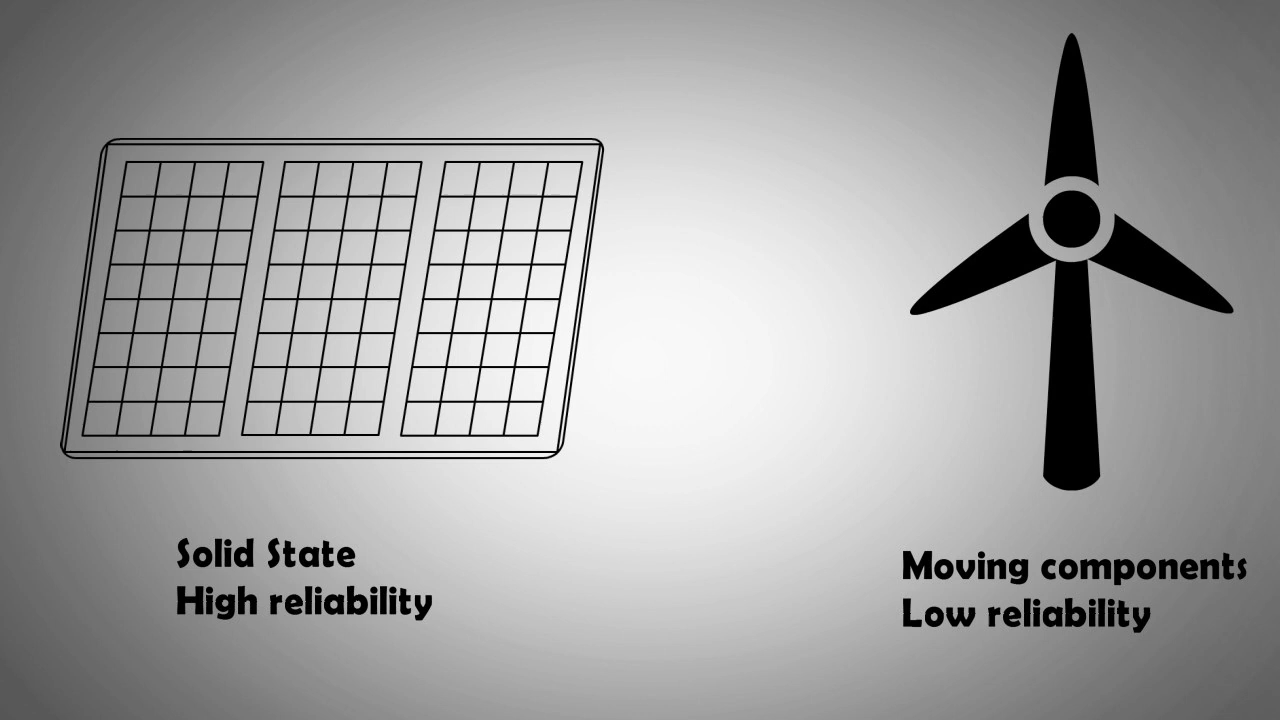 Solid State
High reliability
Moving components
Low reliability